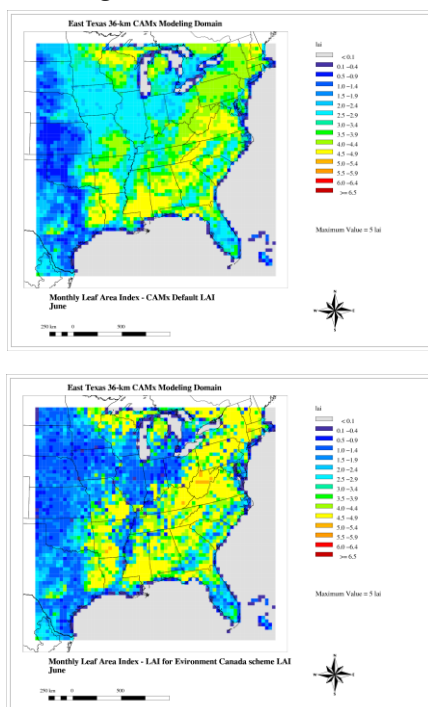 East Texas 36-km CAMx Modeling Domain
lai
< 0.1
0.1 −0.4
0.5 −0.9
1.0 −1.4
1.5 −1.9
2.0 −2.4
2.5 −2.9
3.0 −3.4
3.5 −3.9
4.0 −4.4
4.5 −4.9
5.0 −5.4
5.5 −5.9
6.0 −6.4
>= 6.5
Maximum Value = 5 lai
Monthly Leaf Area Index - CAMx Default LAI
June
250 km 0 500
East Texas 36-km CAMx Modeling Domain
lai
< 0.1
0.1 −0.4
0.5 −0.9
1.0 −1.4
1.5 −1.9
2.0 −2.4
2.5 −2.9
3.0 −3.4
3.5 −3.9
4.0 −4.4
4.5 −4.9
5.0 −5.4
5.5 −5.9
6.0 −6.4
>= 6.5
Maximum Value = 5 lai
Monthly Leaf Area Index - LAI for Evironment Canada scheme LAI
June
250 km 0 500